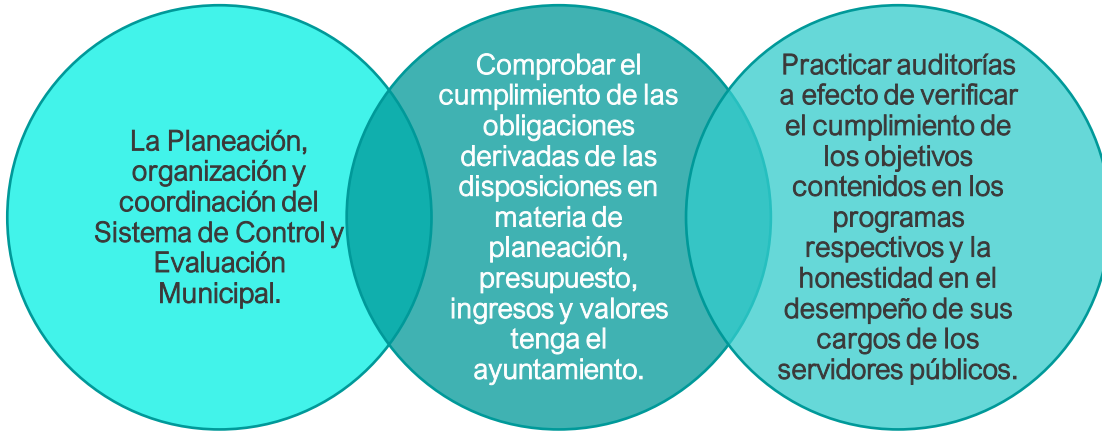 La Planeación,
organización y
coordinación del
Sistema de Control y
Evaluación
Municipal.
Comprobar el
cumplimiento de las
obligaciones
derivadas de las
disposiciones en
materia de
planeación,
presupuesto,
ingresos y valores
tenga el
ayuntamiento.
Practicar auditorías
a efecto de verificar
el cumplimiento de
los objetivos
contenidos en los
programas
respectivos y la
honestidad en el
desempeño de sus
cargos de los
servidores públicos.